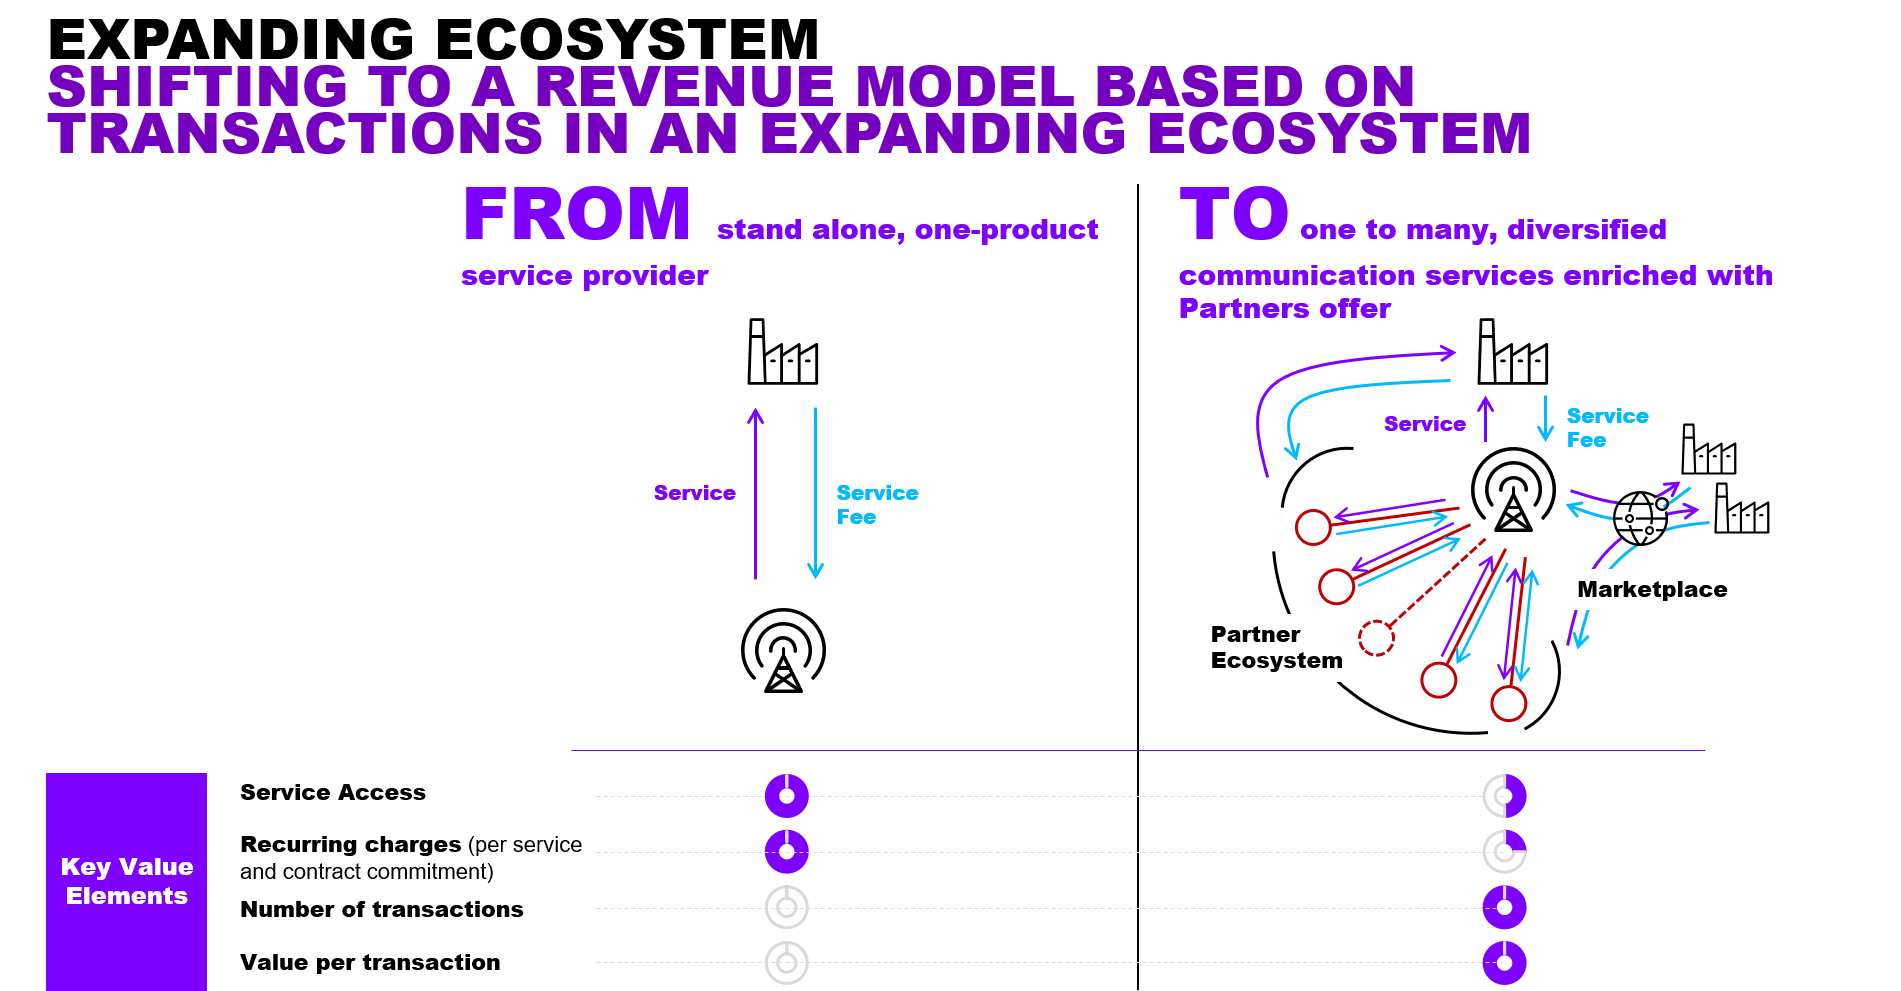 EXPANDING ECOSYSTEM
SHIFTING TO A REVENUE MODEL BASED ON
TRANSACTIONS IN AN EXPANDING ECOSYSTEM
FROM stand alone, one-product
service provider
TO one to many, diversified
communication services enriched with
Partners offer
Service
Service
Fee
Service
Service
Fee
Marketplace
Partner
Ecosystem
Key Value
Elements
Service Access
Recurring charges (per service
and contract commitment)
Number of transactions
Value per transaction